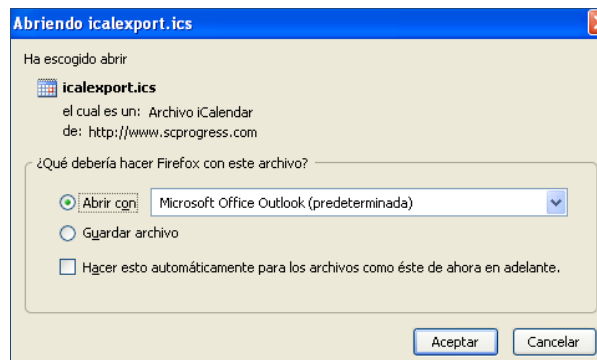 Abriendo icalexport.ics
Ha escogido abrir
icalexport.ics
el cual es un: Archivo iCalendar
de: http://www.scprogress.com
¿Qué debería hacer Firefox con este archivo?
Abrir con Microsoft Office Outlook (predeterminada)
Guardar archivo
Hacer esto automáticamente para los archivos como éste de ahora en adelante.
Aceptar Cancelar